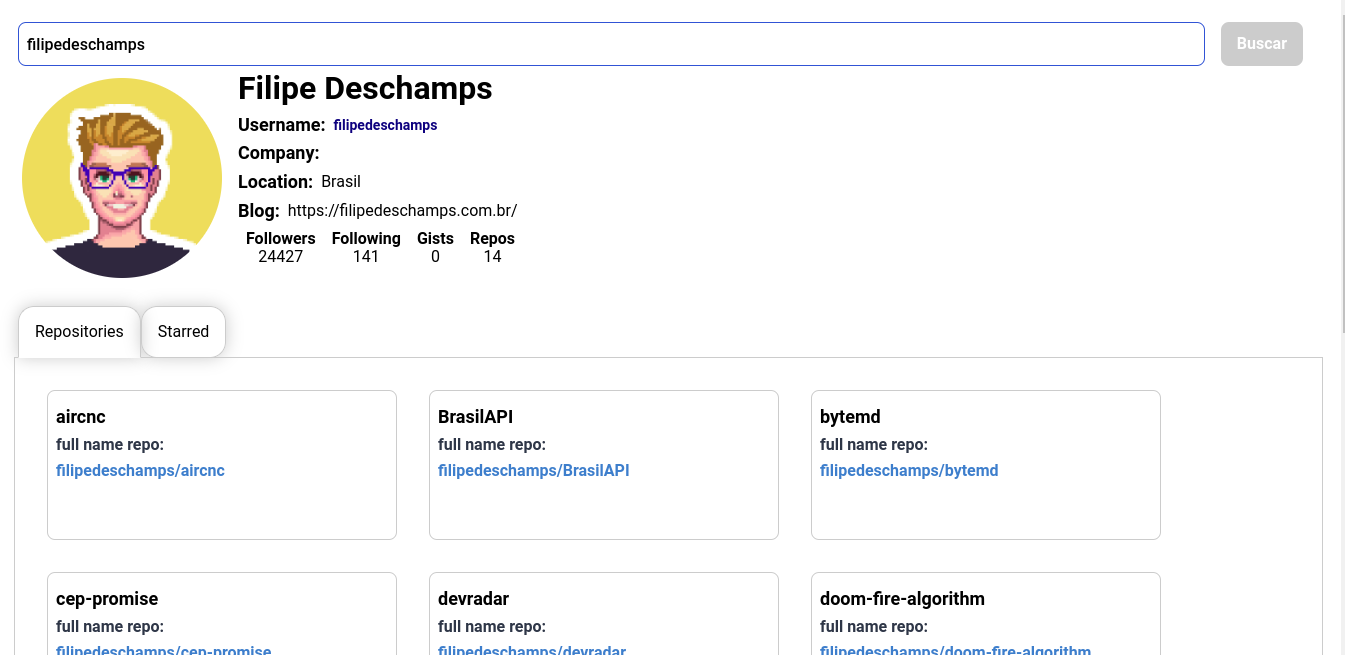 filipedeschamps Buscar
Filipe Deschamps
Username: filipedeschamps
Company:
Location: Brasil
Blog: https://filipedeschamps.com.br/
Followers Following Gists Repos
24427 141 0 14
Repositories Starred
aircnc BrasilAPI bytemd
full name repo: full name repo: full name repo:
filipedeschamps/aircnc filipedeschamps/BrasilAPI filipedeschamps/bytemd
cep-promise devradar doom-fire-algorithm
full name repo: full name repo: full name repo:
filipedeschamps/cep-promise filipedeschamps/devradar filipedeschamps/doom-fire-algorithm